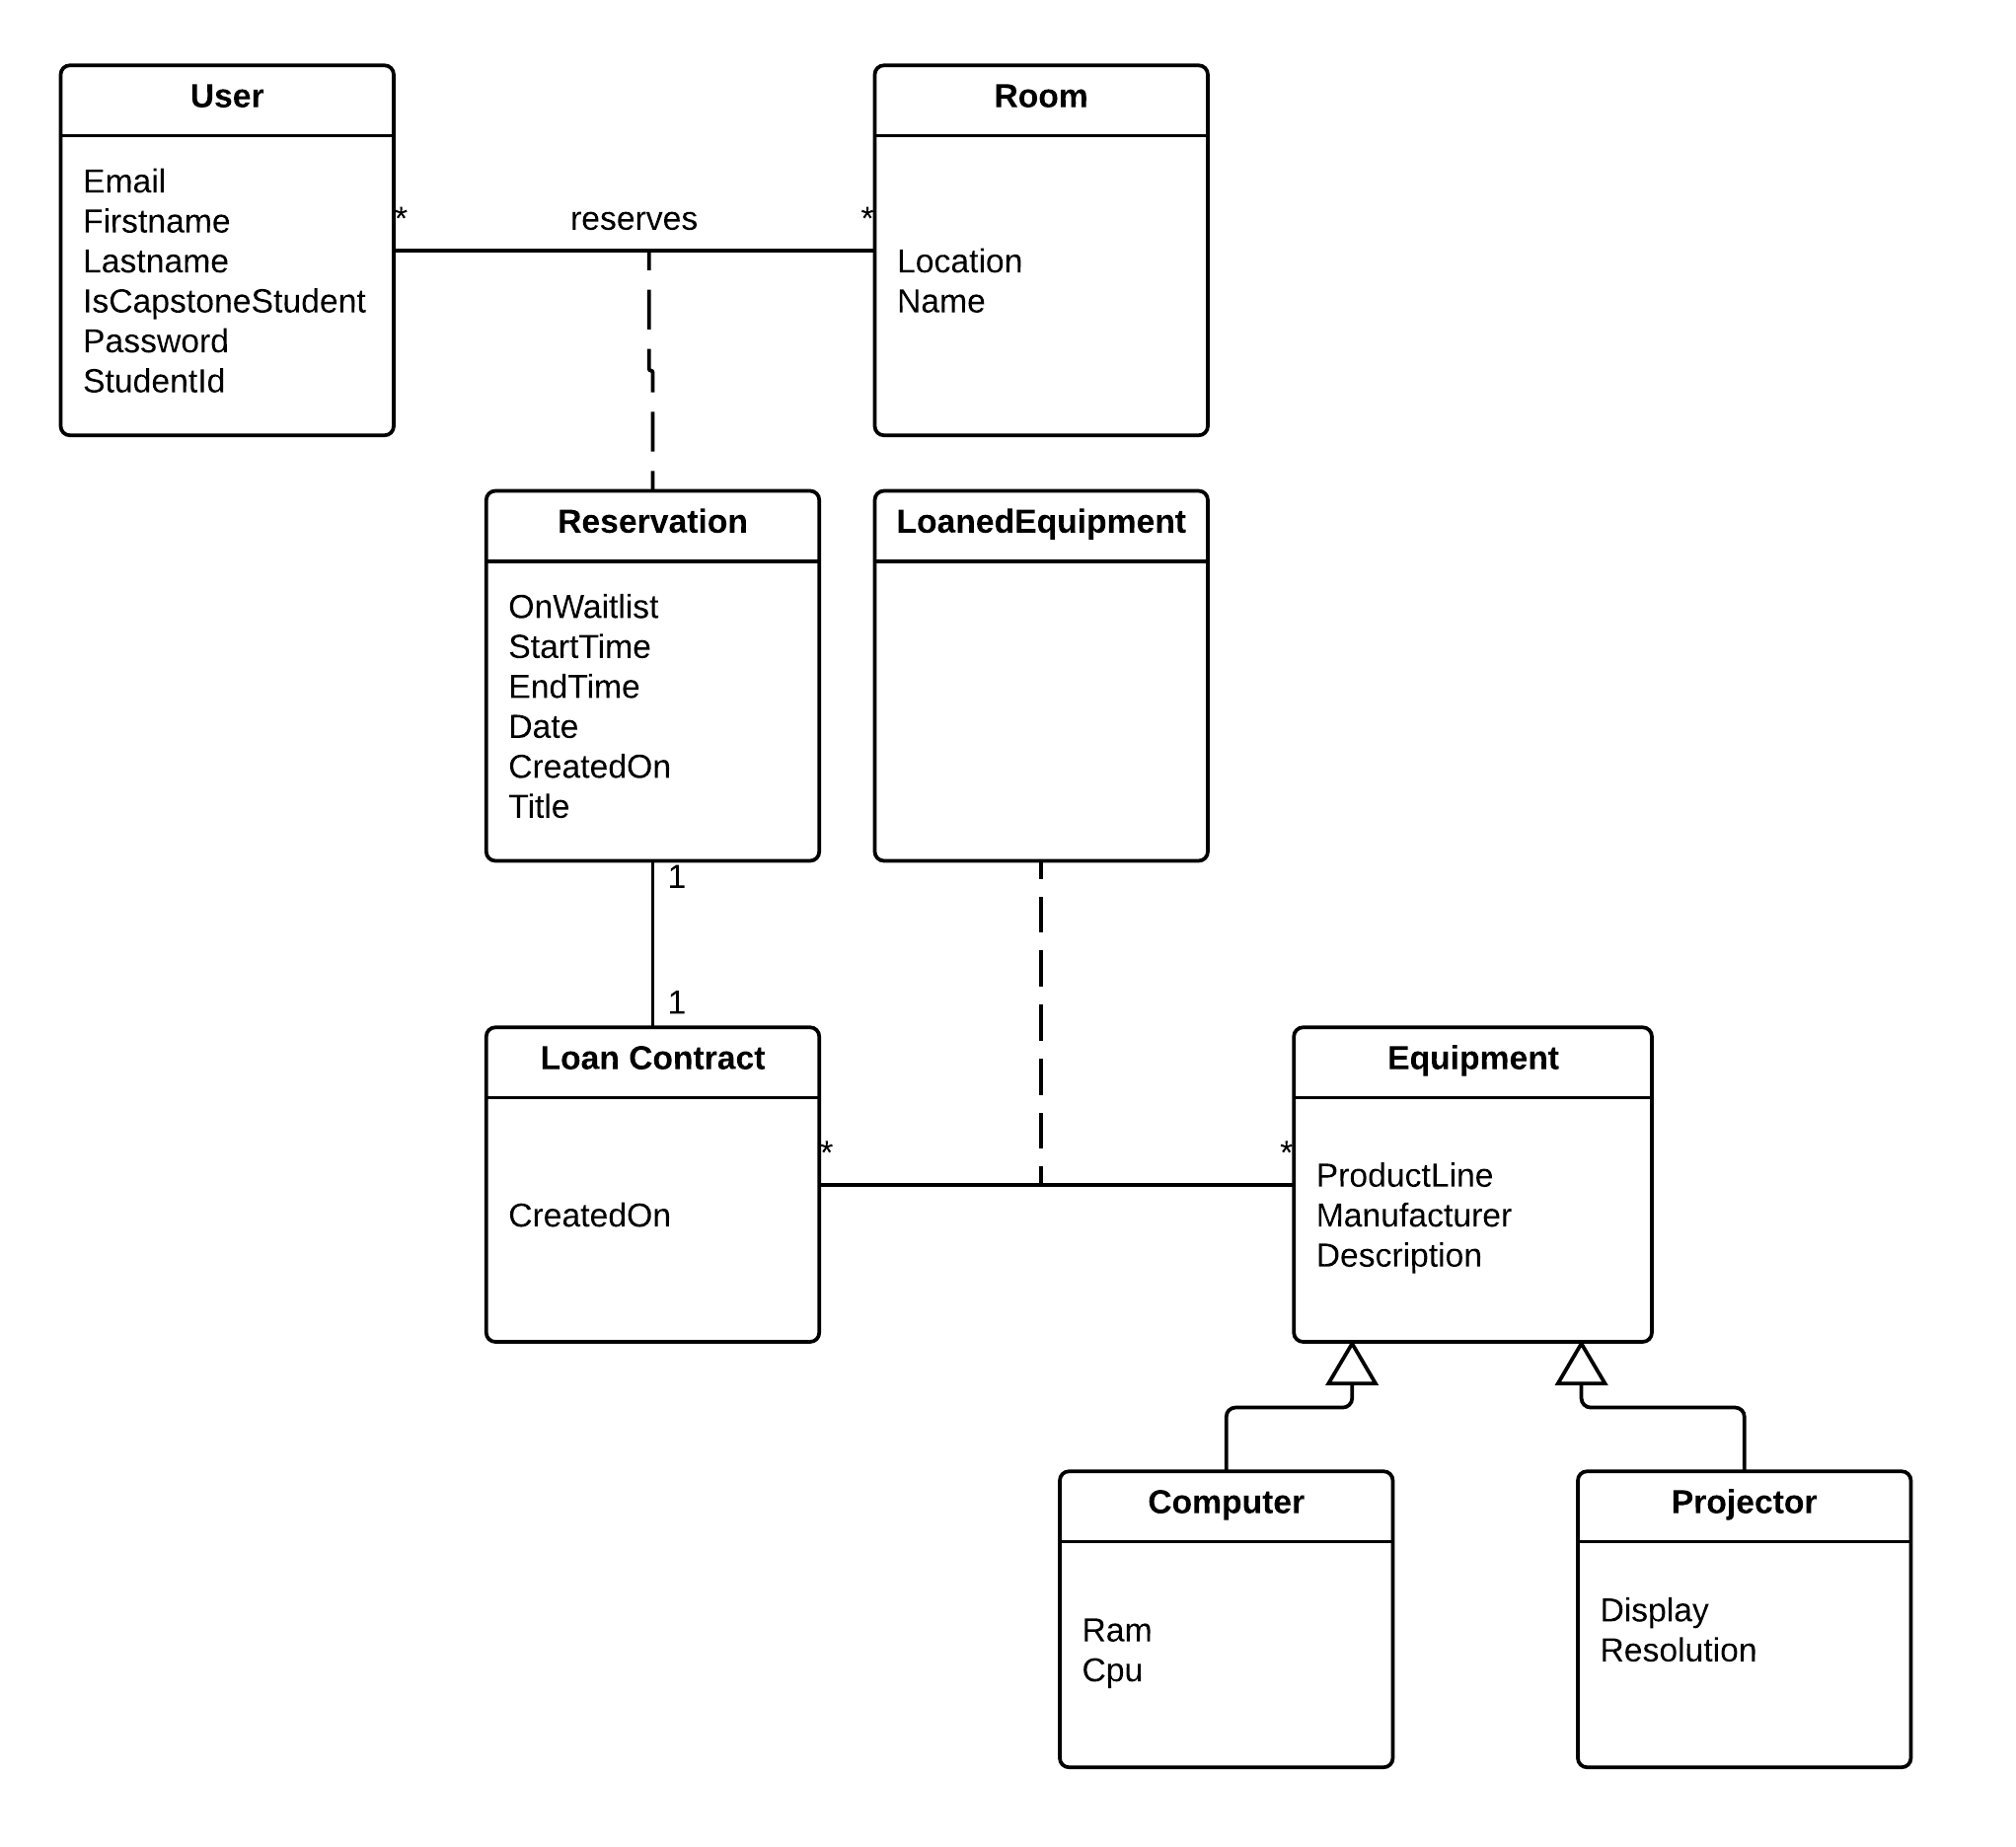 User
Email
Firstname
Lastname
IsCapstoneStudent
Password
StudentId
*
reserves
*
Room
Location
Name
Reservation
OnWaitlist
StartTime
EndTime
Date
CreatedOn
Title
LoanedEquipment
1
1
Loan Contract
CreatedOn
*
*
Equipment
ProductLine
Manufacturer
Description
Computer
Ram
Cpu
Projector
Display
Resolution